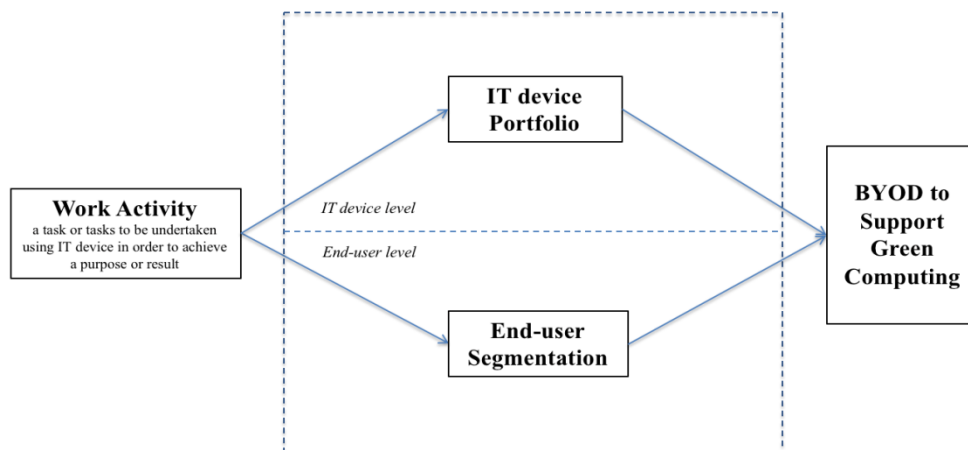 Work Activity
a task or tasks to be undertaken
using IT device in order to achieve
a purpose or result
IT device
Portfolio
IT device level
End-user level
End-user
Segmentation
BYOD to
Support
Green
Computing